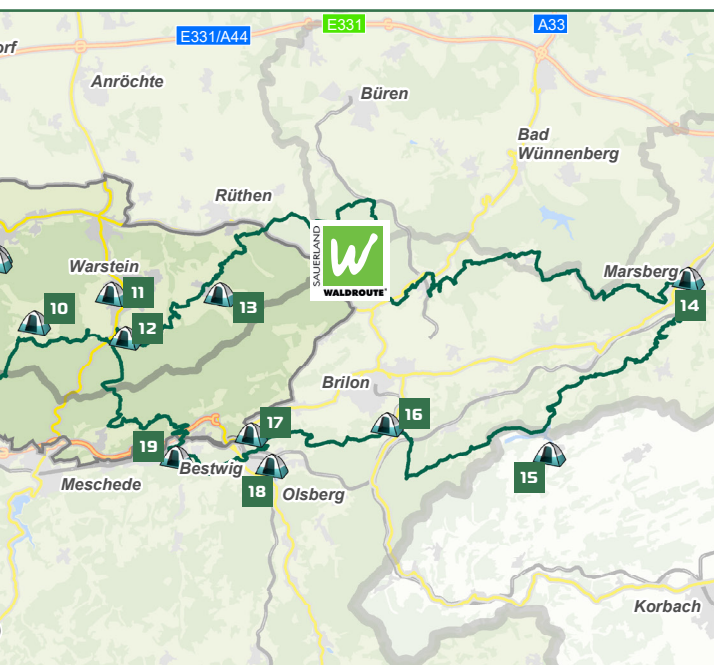 E331/A44
E331
A33
orf
Anröchte
Büren
Bad
Wünnenberg
Rüthen
SAUERLAND
W
WALDROUTE
Warstein
Marsberg
10
11
12
13
14
Brilon
16
17
19
15
Bestwig
Meschede
18
Olsberg
Korbach